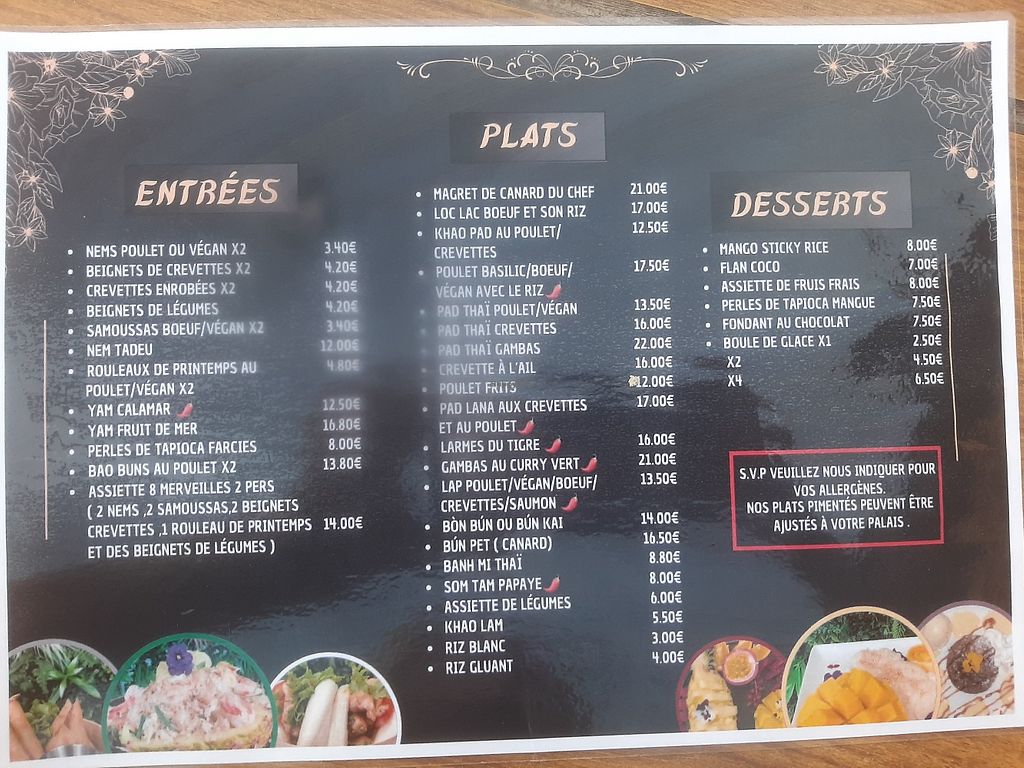 ENTRÉES
NEMS POULET OU VÉGAN X2 3.40€
BEIGNETS DE CREVETTES X2 4.20€
CREVETTES ENROBÉES X2 4.20€
BEIGNETS DE LÉGUMES 4.20€
SAMOUSSAS BOEUF/VÉGAN X2 3.40€
NEM TADEU 12.00€
ROULEAUX DE PRINTEMPS AU 4.80€
POULET/VÉGAN X2
YAM CALAMAR 12.50€
YAM FRUIT DE MER 16.80€
PERLES DE TAPIOCA FARCIES 8.00€
BAO BUNS AU POULET X2 13.80€
ASSIETTE 8 MERVEILLES 2 PERS
( 2 NEMS ,2 SAMOUSSAS,2 BEIGNETS
CREVETTES ,1 ROULEAU DE PRINTEMPS 14.00€
ET DES BEIGNETS DE LÉGUMES )
PLATS
MAGRET DE CANARD DU CHEF 21.00€
LOC LAC BOEUF ET SON RIZ 17.00€
KHAO PAD AU POULET/ 12.50€
CREVETTES
POULET BASILIC/BOEUF/ 17.50€
VÉGAN AVEC LE RIZ
PAD THAÏ POULET/VÉGAN 13.50€
PAD THAÏ CREVETTES 16.00€
PAD THAÏ GAMBAS 22.00€
CREVETTE À L'AIL 16.00€
POULET FRITS 12.00€
PAD LANA AUX CREVETTES 17.00€
ET AU POULET
LARMES DU TIGRE 16.00€
GAMBAS AU CURRY VERT 21.00€
LAP POULET/VÉGAN/BOEUF/ 13.50€
CREVETTES/SAUMON
BÒN BÚN OU BÚN KAI 14.00€
BÚN PET ( CANARD) 16.50€
BANH MI THAÏ 8.80€
SOM TAM PAPAYE 8.00€
ASSIETTE DE LÉGUMES 6.00€
KHAO LAM 5.50€
RIZ BLANC 3.00€
RIZ GLUANT 4.00€
DESSERTS
MANGO STICKY RICE 8.00€
FLAN COCO 7.00€
ASSIETTE DE FRUIS FRAIS 8.00€
PERLES DE TAPIOCA MANGUE 7.50€
FONDANT AU CHOCOLAT 7.50€
BOULE DE GLACE X1 2.50€
X2 4.50€
X4 6.50€
S.V.P VEUILLEZ NOUS INDIQUER POUR
VOS ALLERGÈNES.
NOS PLATS PIMENTÉS PEUVENT ÊTRE
AJUSTÉS À VOTRE PALAIS .